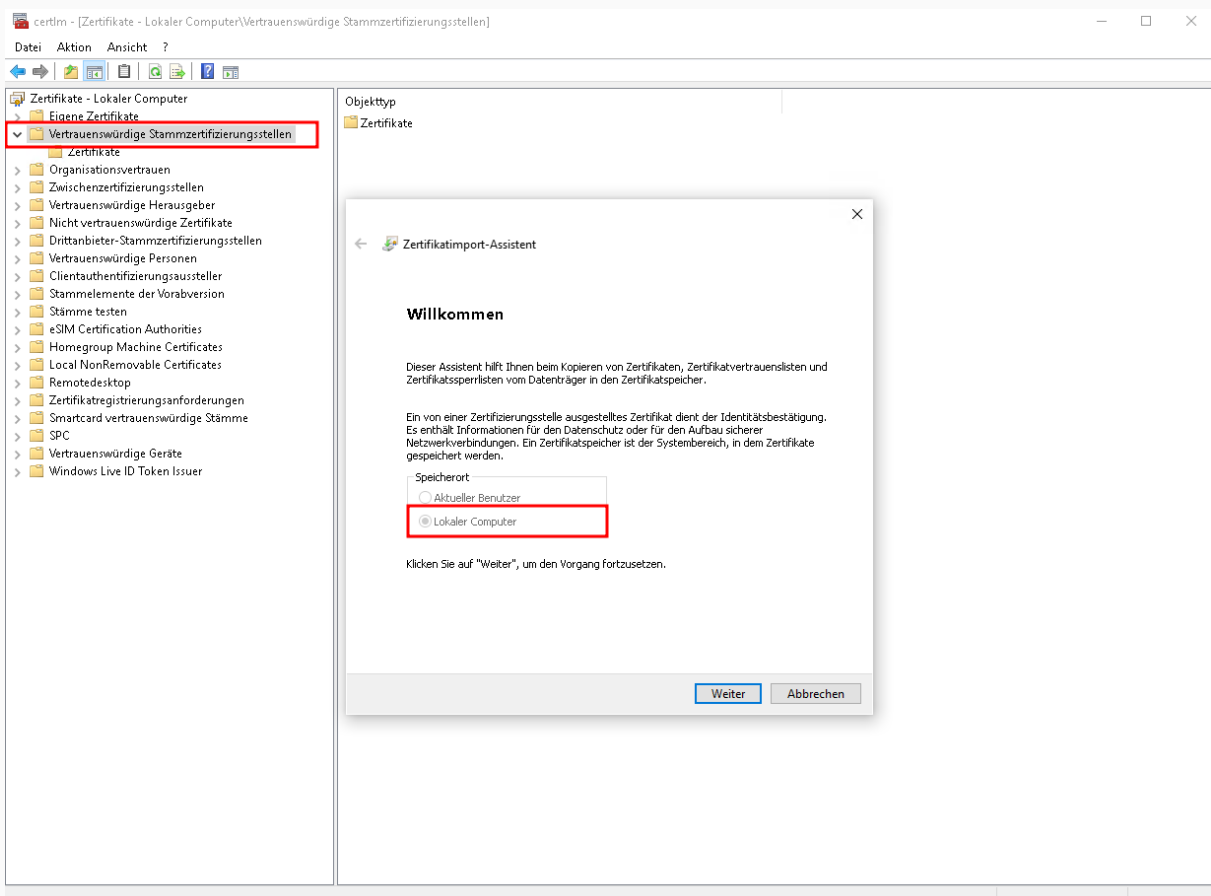 certlm - [Zertifikate - Lokaler Computer\Vertrauenswürdige Stammzertifizierungsstellen]
Datei Aktion Ansicht ?
Zertifikate - Lokaler Computer
Eigene Zertifikate
Vertrauenswürdige Stammzertifizierungsstellen
Zertifikate
Organisationsvertrauen
Zwischenzertifizierungsstellen
Vertrauenswürdige Herausgeber
Nicht vertrauenswürdige Zertifikate
Drittanbieter-Stammzertifizierungsstellen
Vertrauenswürdige Personen
Clientauthentifizierungsaussteller
Stammelemente der Vorabversion
Stämme testen
eSIM Certification Authorities
Homegroup Machine Certificates
Local NonRemovable Certificates
Remotedesktop
Zertifikatregistrierungsanforderungen
Smartcard vertrauenswürdige Stämme
SPC
Vertrauenswürdige Geräte
Windows Live ID Token Issuer
Objekttyp
Zertifikate
Zertifikatimport-Assistent
Willkommen
Dieser Assistent hilft Ihnen beim Kopieren von Zertifikaten, Zertifikatvertrauenslisten und
Zertifikatssperrlisten vom Datenträger in den Zertifikatspeicher.
Ein von einer Zertifizierungsstelle ausgestelltes Zertifikat dient der Identitätsbestätigung.
Es enthält Informationen für den Datenschutz oder für den Aufbau sicherer
Netzwerkverbindungen. Ein Zertifikatspeicher ist der Systembereich, in dem Zertifikate
gespeichert werden.
Speicherort
Aktueller Benutzer
Lokaler Computer
Klicken Sie auf "Weiter", um den Vorgang fortzusetzen.
Weiter Abbrechen